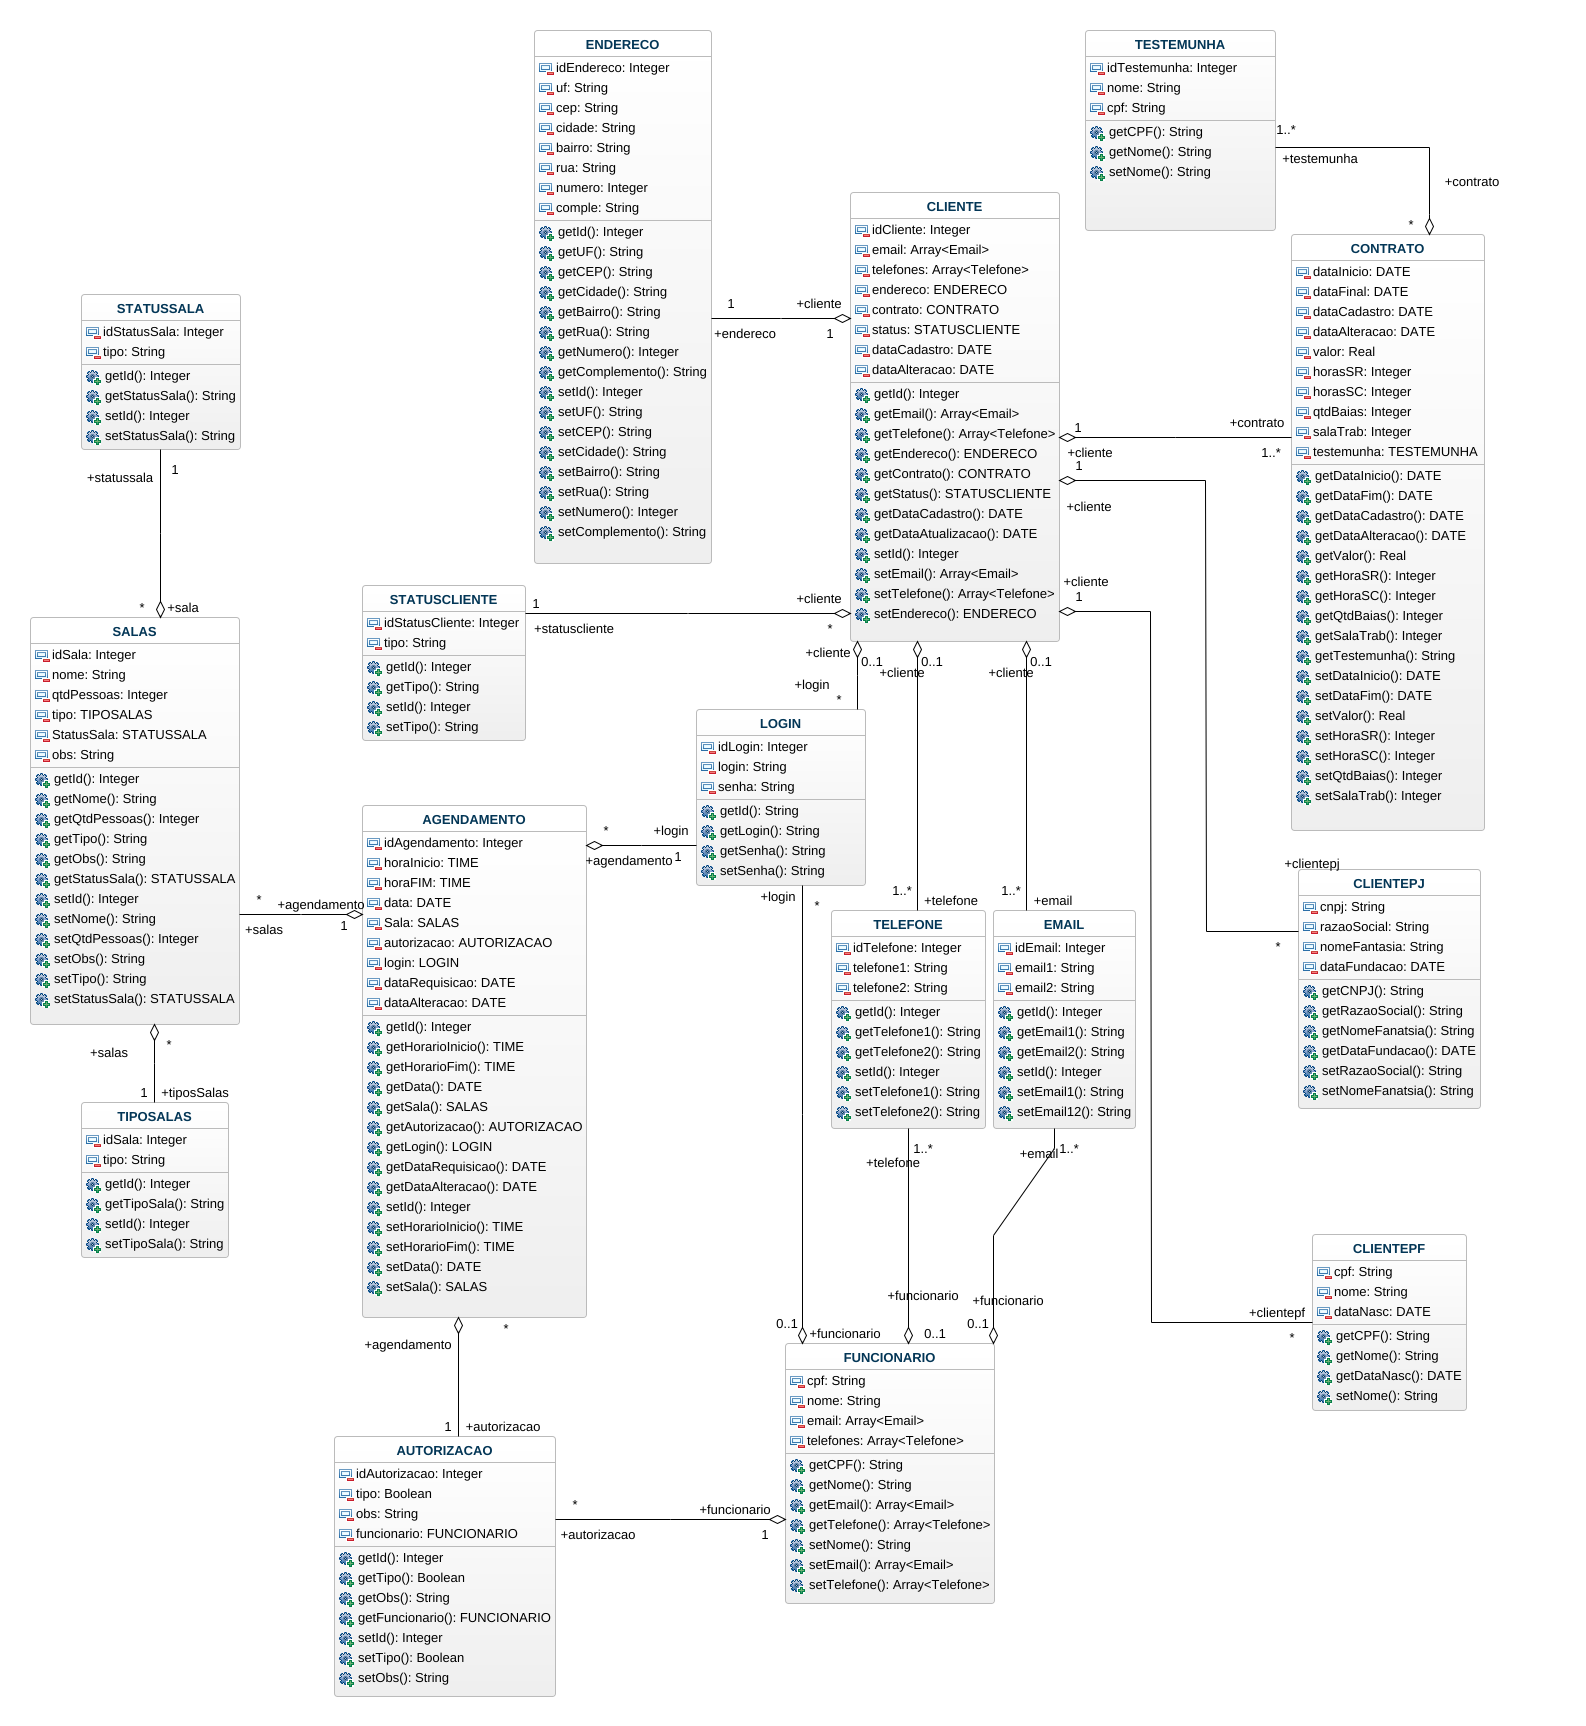 ENDERECO
idEndereco: Integer
uf: String
cep: String
cidade: String
bairro: String
rua: String
numero: Integer
comple: String
getId(): Integer
getUF(): String
getCEP(): String
getCidade(): String
getBairro(): String
getRua(): String
getNumero(): Integer
getComplemento(): String
setId(): Integer
setUF(): String
setCEP(): String
setCidade(): String
setBairro(): String
setRua(): String
setNumero(): Integer
setComplemento(): String
TESTEMUNHA
idTestemunha: Integer
nome: String
cpf: String
getCPF(): String
getNome(): String
setNome(): String
1..*
+testemunha
+contrato
*
CLIENTE
idCliente: Integer
email: Array<Email>
telefones: Array<Telefone>
endereco: ENDERECO
contrato: CONTRATO
status: STATUSCLIENTE
dataCadastro: DATE
dataAlteracao: DATE
getId(): Integer
getEmail(): Array<Email>
getTelefone(): Array<Telefone>
getEndereco(): ENDERECO
getContrato(): CONTRATO
getStatus(): STATUSCLIENTE
getDataCadastro(): DATE
getDataAtualizacao(): DATE
setId(): Integer
setEmail(): Array<Email>
setTelefone(): Array<Telefone>
setEndereco(): ENDERECO
1
+cliente
+endereco
1
CONTRATO
dataInicio: DATE
dataFinal: DATE
dataCadastro: DATE
dataAlteracao: DATE
valor: Real
horasSR: Integer
horasSC: Integer
qtdBaias: Integer
salaTrab: Integer
testemunha: TESTEMUNHA
getDataInicio(): DATE
getDataFim(): DATE
getDataCadastro(): DATE
getDataAlteracao(): DATE
getValor(): Real
getHoraSR(): Integer
getHoraSC(): Integer
getQtdBaias(): Integer
getSalaTrab(): Integer
getTestemunha(): String
setDataInicio(): DATE
setDataFim(): DATE
setValor(): Real
setHoraSR(): Integer
setHoraSC(): Integer
setQtdBaias(): Integer
setSalaTrab(): Integer
1
+contrato
+cliente
1..*
1
+cliente
+cliente
1
STATUSSALA
idStatusSala: Integer
tipo: String
getId(): Integer
getStatusSala(): String
setId(): Integer
setStatusSala(): String
+statussala
1
*
+sala
STATUSCLIENTE
idStatusCliente: Integer
tipo: String
getId(): Integer
getTipo(): String
setId(): Integer
setTipo(): String
1
+cliente
+statuscliente
*
SALAS
idSala: Integer
nome: String
qtdPessoas: Integer
tipo: TIPOSALAS
StatusSala: STATUSSALA
obs: String
getId(): Integer
getNome(): String
getQtdPessoas(): Integer
getTipo(): String
getObs(): String
getStatusSala(): STATUSSALA
setId(): Integer
setNome(): String
setQtdPessoas(): Integer
setObs(): String
setTipo(): String
setStatusSala(): STATUSSALA
+cliente
0..1
+login
*
+cliente
0..1
+cliente
0..1
LOGIN
idLogin: Integer
login: String
senha: String
getId(): String
getLogin(): String
getSenha(): String
setSenha(): String
*
+login
+agendamento
1
AGENDAMENTO
idAgendamento: Integer
horaInicio: TIME
horaFIM: TIME
data: DATE
Sala: SALAS
autorizacao: AUTORIZACAO
login: LOGIN
dataRequisicao: DATE
dataAlteracao: DATE
getId(): Integer
getHorarioInicio(): TIME
getHorarioFim(): TIME
getData(): DATE
getSala(): SALAS
getAutorizacao(): AUTORIZACAO
getLogin(): LOGIN
getDataRequisicao(): DATE
getDataAlteracao(): DATE
setId(): Integer
setHorarioInicio(): TIME
setHorarioFim(): TIME
setData(): DATE
setSala(): SALAS
*
+agendamento
+salas
1
+login
*
1..*
+telefone
1..*
+email
+clientepj
*
TELEFONE
idTelefone: Integer
telefone1: String
telefone2: String
getId(): Integer
getTelefone1(): String
getTelefone2(): String
setId(): Integer
setTelefone1(): String
setTelefone2(): String
EMAIL
idEmail: Integer
email1: String
email2: String
getId(): Integer
getEmail1(): String
getEmail2(): String
setId(): Integer
setEmail1(): String
setEmail12(): String
CLIENTEPJ
cnpj: String
razaoSocial: String
nomeFantasia: String
dataFundacao: DATE
getCNPJ(): String
getRazaoSocial(): String
getNomeFanatsia(): String
getDataFundacao(): DATE
setRazaoSocial(): String
setNomeFanatsia(): String
+salas
*
1
+tiposSalas
TIPOSALAS
idSala: Integer
tipo: String
getId(): Integer
getTipoSala(): String
setId(): Integer
setTipoSala(): String
1..*
+telefone
+email
1..*
+funcionario
+funcionario
0..1
+funcionario
0..1
0..1
+clientepf
*
CLIENTEPF
cpf: String
nome: String
dataNasc: DATE
getCPF(): String
getNome(): String
getDataNasc(): DATE
setNome(): String
*
+agendamento
1
+autorizacao
FUNCIONARIO
cpf: String
nome: String
email: Array<Email>
telefones: Array<Telefone>
getCPF(): String
getNome(): String
getEmail(): Array<Email>
getTelefone(): Array<Telefone>
setNome(): String
setEmail(): Array<Email>
setTelefone(): Array<Telefone>
AUTORIZACAO
idAutorizacao: Integer
tipo: Boolean
obs: String
funcionario: FUNCIONARIO
getId(): Integer
getTipo(): Boolean
getObs(): String
getFuncionario(): FUNCIONARIO
setId(): Integer
setTipo(): Boolean
setObs(): String
*
+funcionario
+autorizacao
1